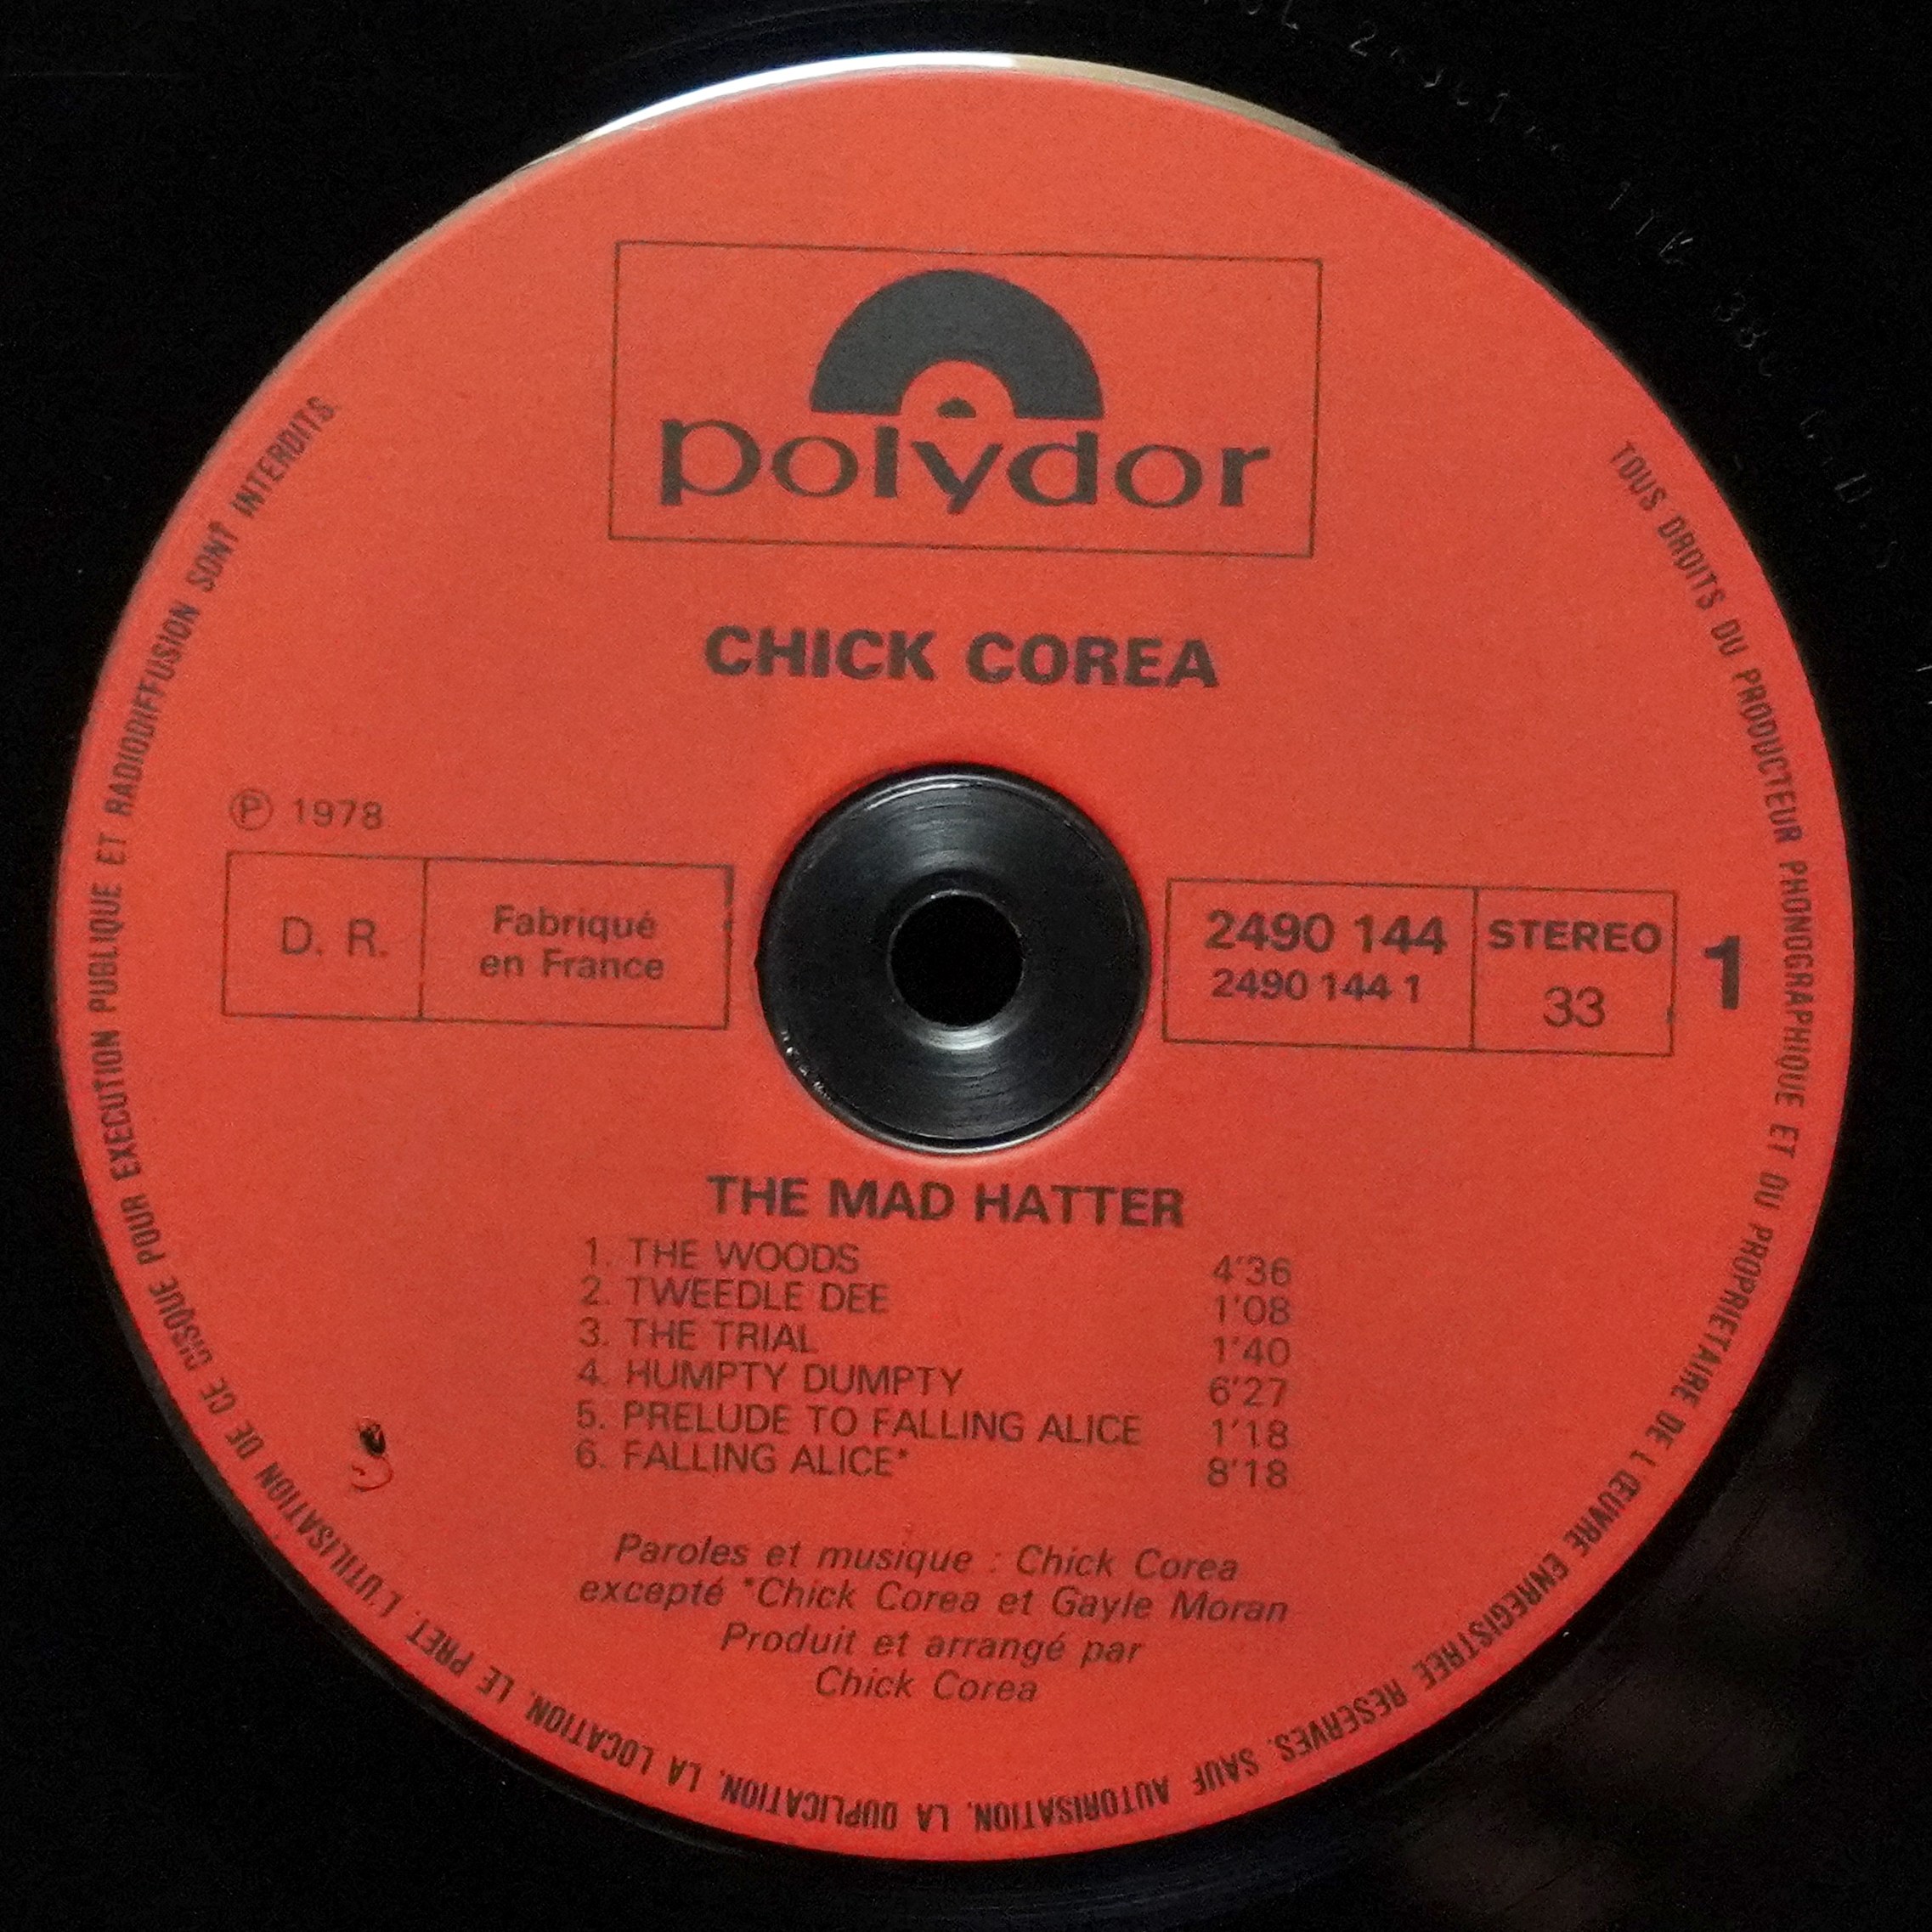 polydor
CHICK COREA
℗ 1978
D. R.
Fabriqué
en France
2490 144
2490 144 1
STEREO
33
1
THE MAD HATTER
1. THE WOODS 4'36
2. TWEEDLE DEE 1'08
3. THE TRIAL 1'40
4. HUMPTY DUMPTY 6'27
5. PRELUDE TO FALLING ALICE 1'18
6. FALLING ALICE* 8'18
Paroles et musique : Chick Corea
excepté *Chick Corea et Gayle Moran
Produit et arrangé par
Chick Corea
TOUS DROITS DU PRODUCTEUR PHONOGRAPHIQUE ET DU PROPRIETAIRE DE L'ŒUVRE ENREGISTREE RESERVES. SAUF AUTORISATION, LA DUPLICATION, LA LOCATION, LE PRET, L'UTILISATION DE CE DISQUE POUR EXECUTION PUBLIQUE ET RADIODIFFUSION SONT INTERDITS.